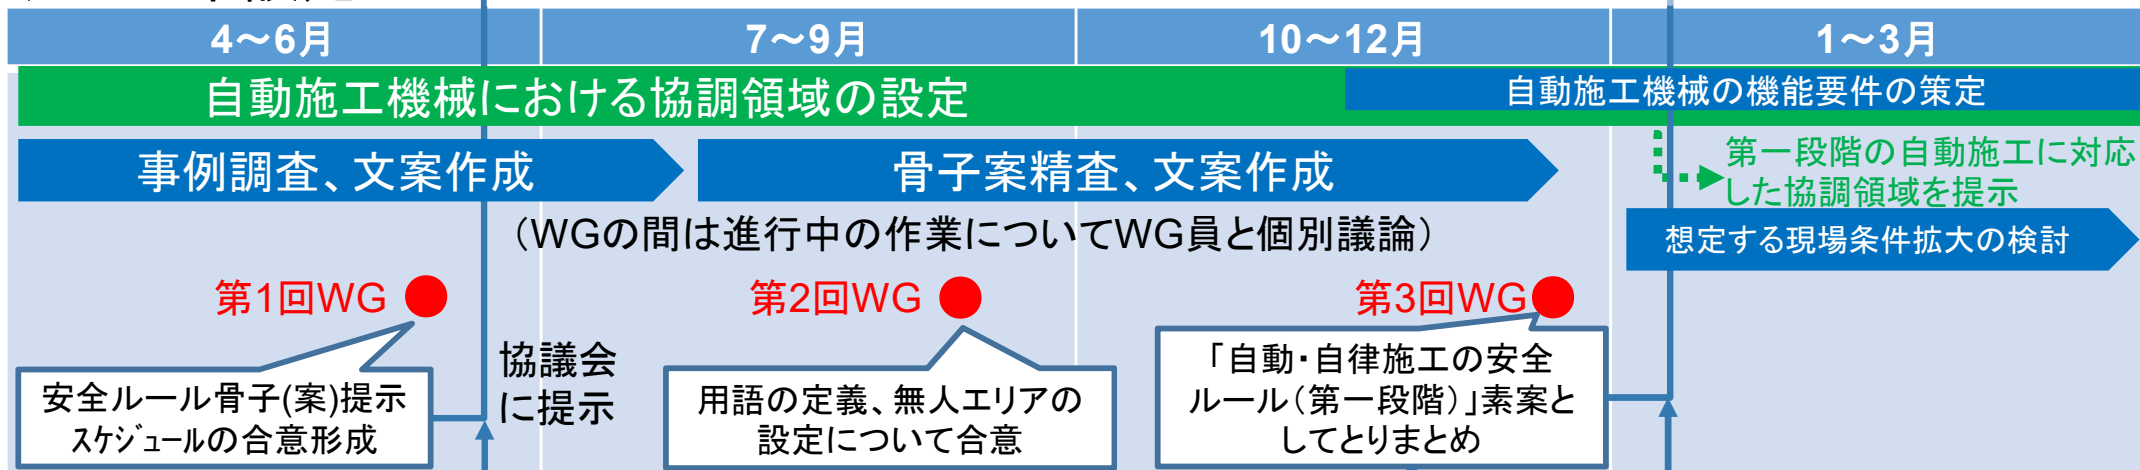 4～6月
7～9月
10～12月
1～3月
自動施工機械における協調領域の設定
自動施工機械の機能要件の策定
事例調査、文案作成
骨子案精査、文案作成
第一段階の自動施工に対応
した協調領域を提示
（WGの間は進行中の作業についてWG員と個別議論）
想定する現場条件拡大の検討
第1回WG
第2回WG
第3回WG
安全ルール骨子(案)提示
ｽｹｼﾞｭｰﾙの合意形成
協議会
に提示
用語の定義、無人エリアの
設定について合意
「自動・自律施工の安全
ルール（第一段階）」素案と
してとりまとめ